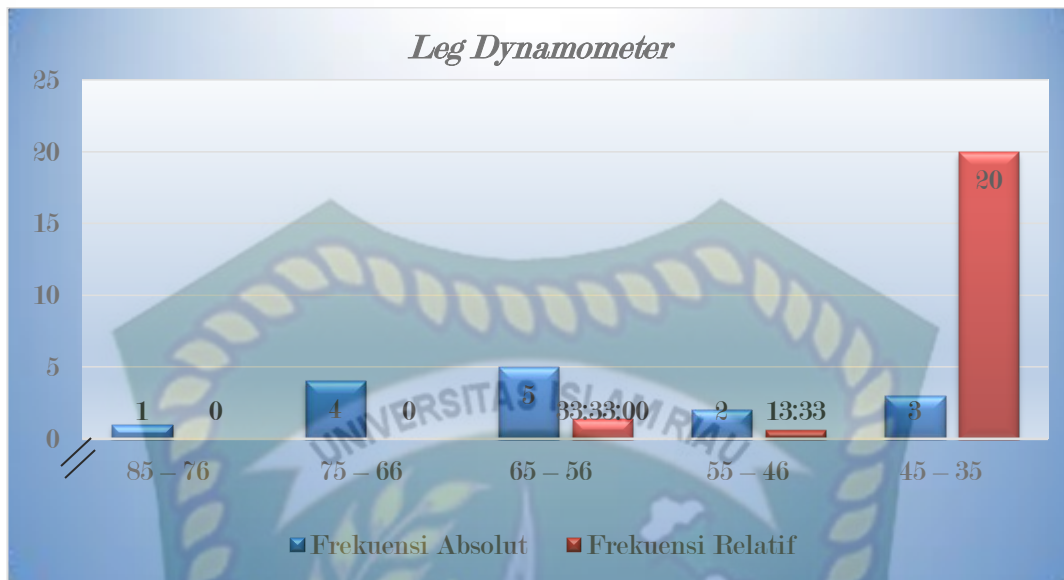 Leg Dynamometer
25
20
15
10
5
0
1
0
4
0
5
33:33:00
2
13:33
3
20
85 – 76
75 – 66
65 – 56
55 – 46
45 – 35
UNIVERSITAS ISLAM RIAU
Frekuensi Absolut
Frekuensi Relatif